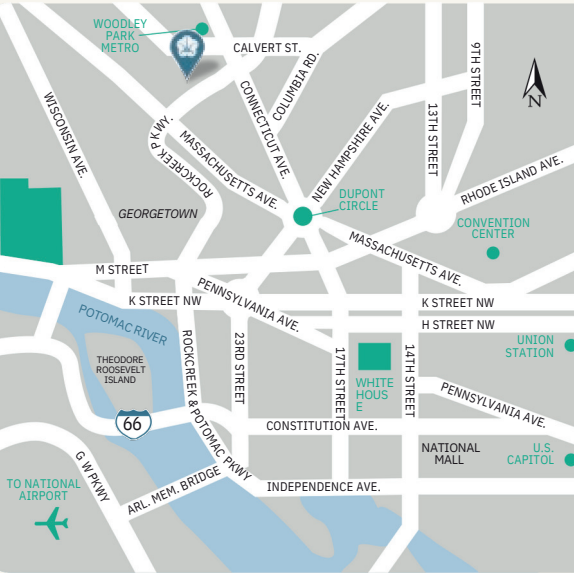 WOODLEY
PARK
METRO
CALVERT ST.
COLUMBIA RD.
CONNECTICUT AVE.
9TH STREET
N
13TH STREET
WISCONSIN AVE.
ROCKCREEK PKWY.
MASSACHUSETTS AVE.
NEW HAMPSHIRE AVE.
RHODE ISLAND AVE.
DUPONT
CIRCLE
GEORGETOWN
CONVENTION
CENTER
MASSACHUSETTS AVE.
M STREET
PENNSYLVANIA AVE.
K STREET NW
K STREET NW
POTOMAC RIVER
H STREET NW
UNION
STATION
THEODORE
ROOSEVELT
ISLAND
ROCKCREEK & POTOMAC PKWY
23RD STREET
17TH STREET
14TH STREET
WHITE
HOUS
E
PENNSYLVANIA AVE.
66
CONSTITUTION AVE.
NATIONAL
MALL
U.S.
CAPITOL
G W PKWY
TO NATIONAL
AIRPORT
ARL. MEM. BRIDGE
INDEPENDENCE AVE.